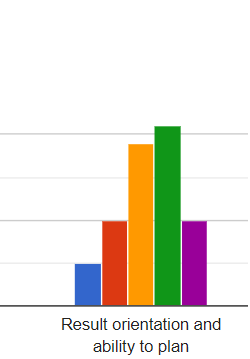 Result orientation and
ability to plan